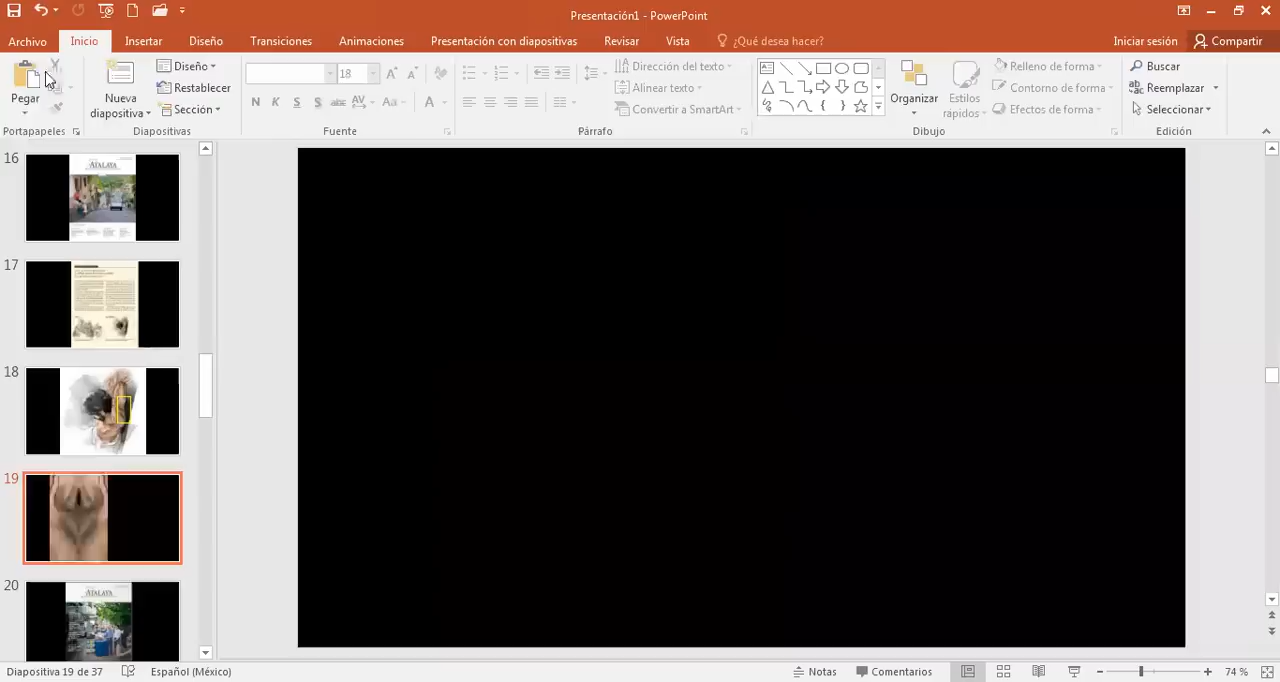 Presentación1 - PowerPoint
Archivo Inicio Insertar Diseño Transiciones Animaciones Presentación con diapositivas Revisar Vista ¿Qué desea hacer? Iniciar sesión Compartir
Pegar
Nueva diapositiva
Diseño
Restablecer
Sección
18
N K S S abc AV Aa A
Dirección del texto
Alinear texto
Convertir a SmartArt
Organizar
Estilos rápidos
Relleno de forma
Contorno de forma
Efectos de forma
Buscar
Reemplazar
Seleccionar
Portapapeles Diapositivas Fuente Párrafo Dibujo Edición
16
ATALAYA
17
18
19
20
ATALAYA
Diapositiva 19 de 37 Español (México) Notas Comentarios 74 %